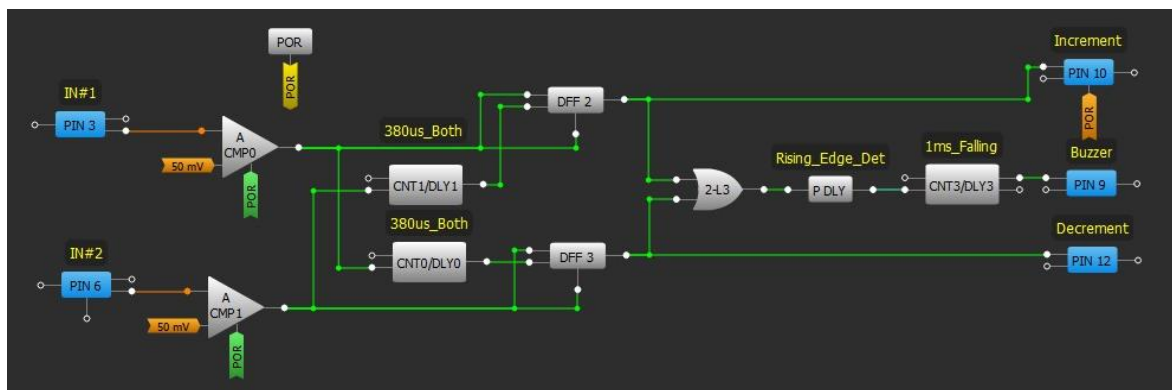 POR
POR
Increment
PIN 10
POR
IN#1
PIN 3
A
CMP0
50 mV
POR
380us_Both
CNT1/DLY1
DFF 2
Rising_Edge_Det
1ms_Falling
Buzzer
2-L3
P DLY
CNT3/DLY3
PIN 9
380us_Both
CNT0/DLY0
DFF 3
Decrement
PIN 12
IN#2
PIN 6
A
CMP1
50 mV
POR